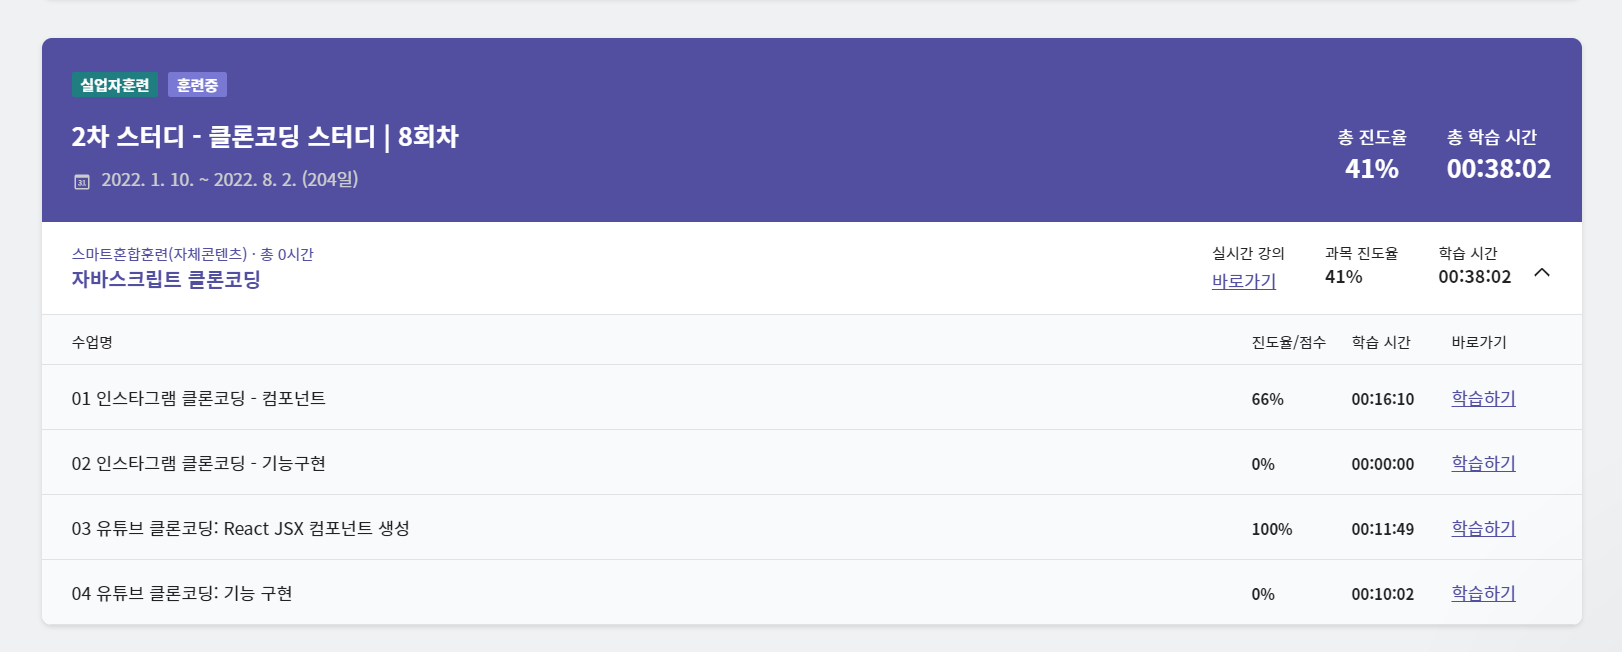 실업자훈련 훈련중
2차 스터디 - 클론코딩 스터디 | 8회차
31 2022. 1. 10. ~ 2022. 8. 2. (204일)
총 진도율 총 학습 시간
41% 00:38:02
스마트혼합훈련(자체콘텐츠) · 총 0시간
자바스크립트 클론코딩
실시간 강의 과목 진도율 학습 시간
바로가기 41% 00:38:02
수업명 진도율/점수 학습 시간 바로가기
01 인스타그램 클론코딩 - 컴포넌트 66% 00:16:10 학습하기
02 인스타그램 클론코딩 - 기능구현 0% 00:00:00 학습하기
03 유튜브 클론코딩: React JSX 컴포넌트 생성 100% 00:11:49 학습하기
04 유튜브 클론코딩: 기능 구현 0% 00:10:02 학습하기